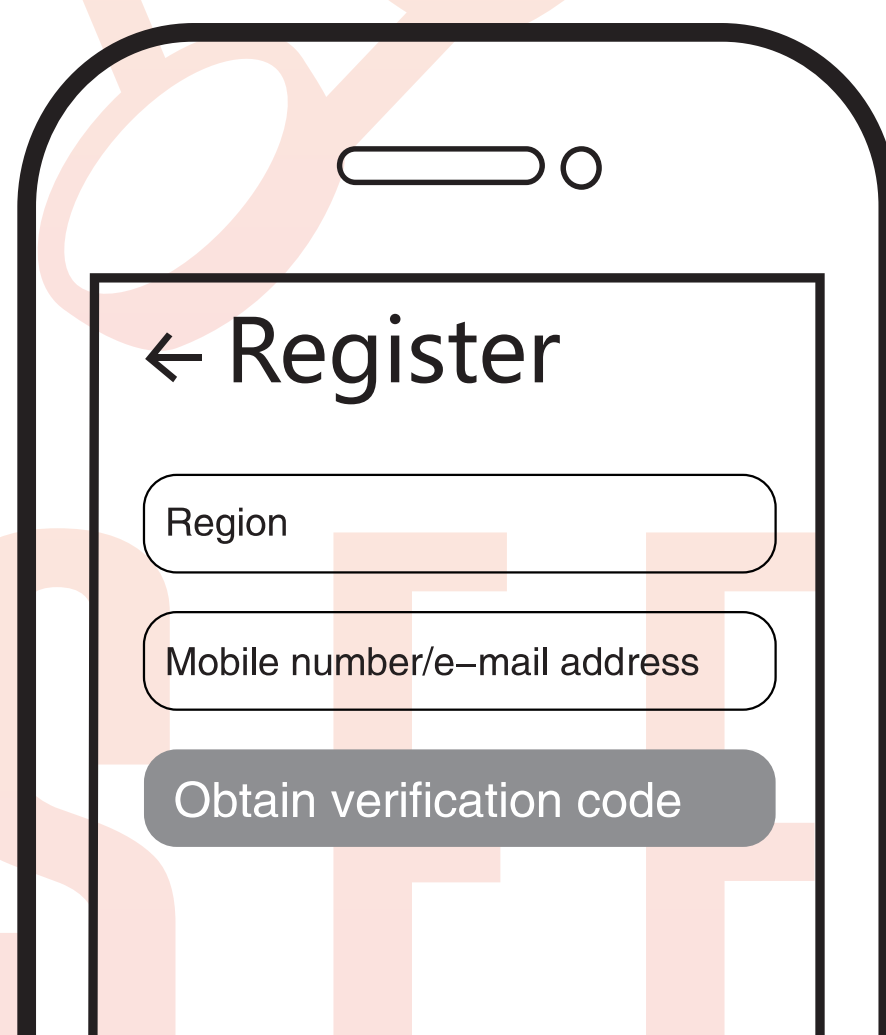 ← Register
Region
Mobile number/e–mail address
Obtain verification code